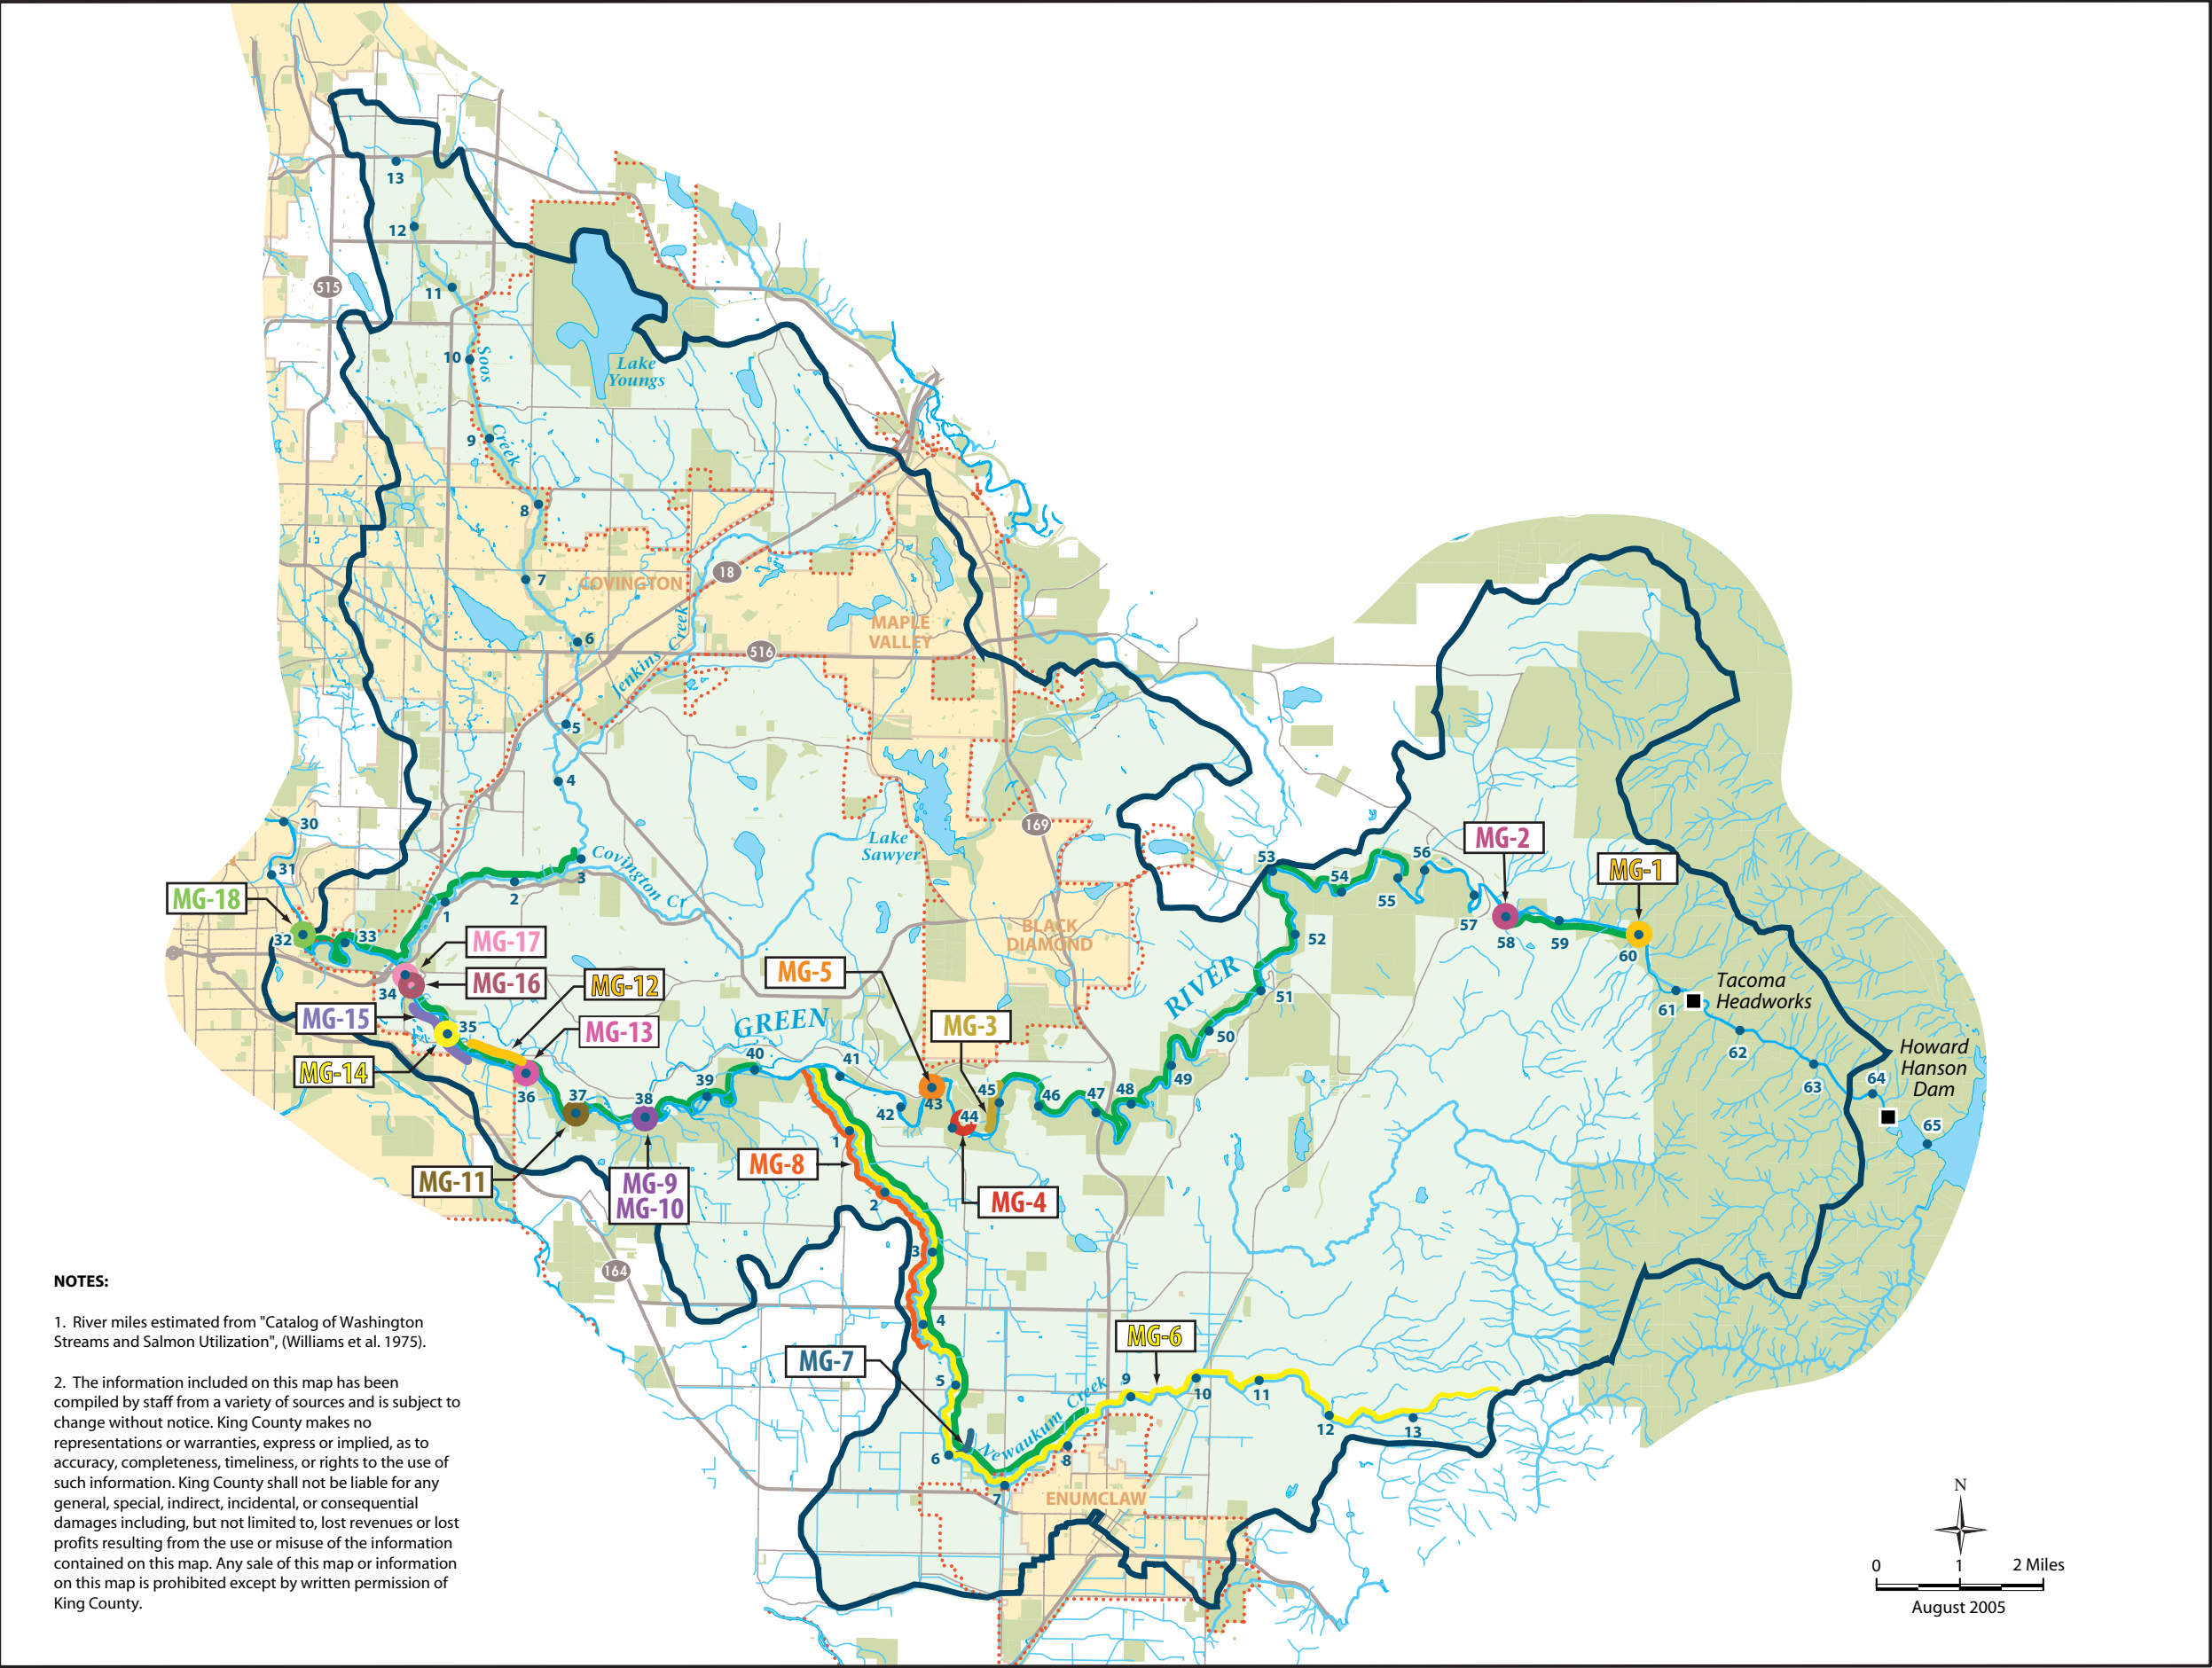 13
12
515
11
10
Soos
Creek
Lake
Youngs
9
8
7
COVINGTON
18
6
Jenkins Creek
516
MAPLE
VALLEY
5
4
30
31
Covington Cr
3
2
1
Lake
Sawyer
169
53
54
55
56
57
MG-2
MG-1
58
59
60
MG-18
32
33
MG-17
MG-16
34
MG-12
MG-15
35
MG-13
MG-14
36
37
38
39
40
41
GREEN
RIVER
MG-5
BLACK
DIAMOND
MG-3
42
43
44
45
46
47
48
49
50
51
52
61
Tacoma
Headworks
62
63
64
Howard
Hanson
Dam
65
MG-11
MG-9
MG-10
MG-8
MG-4
1
2
3
4
5
6
7
8
9
10
11
12
13
164
MG-7
MG-6
Newaukum Creek
ENUMCLAW
NOTES:
1. River miles estimated from "Catalog of Washington
Streams and Salmon Utilization", (Williams et al. 1975).
2. The information included on this map has been
compiled by staff from a variety of sources and is subject to
change without notice. King County makes no
representations or warranties, express or implied, as to
accuracy, completeness, timeliness, or rights to the use of
such information. King County shall not be liable for any
general, special, indirect, incidental, or consequential
damages including, but not limited to, lost revenues or lost
profits resulting from the use or misuse of the information
contained on this map. Any sale of this map or information
on this map is prohibited except by written permission of
King County.
N
0 1 2 Miles
August 2005